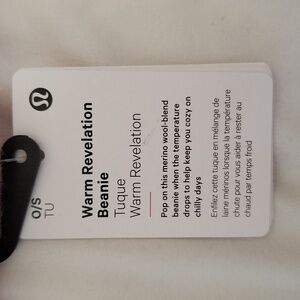 o/s
TU
Warm Revelation
Beanie
Tuque
Warm Revelation
Pop on this merino wool-blend
beanie when the temperature
drops to help keep you cozy on
chilly days
Enfilez cette tuque en mélange de
laine mérinos lorsque la température
chute pour vous aider à rester au
chaud par temps froid